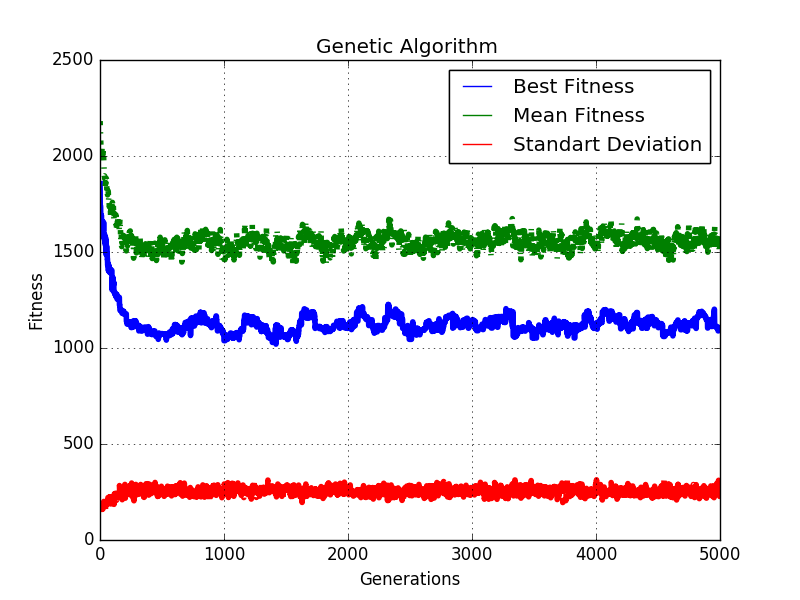 Genetic Algorithm
2500
2000
1500
1000
500
0
Fitness
Best Fitness
Mean Fitness
Standart Deviation
0 1000 2000 3000 4000 5000
Generations